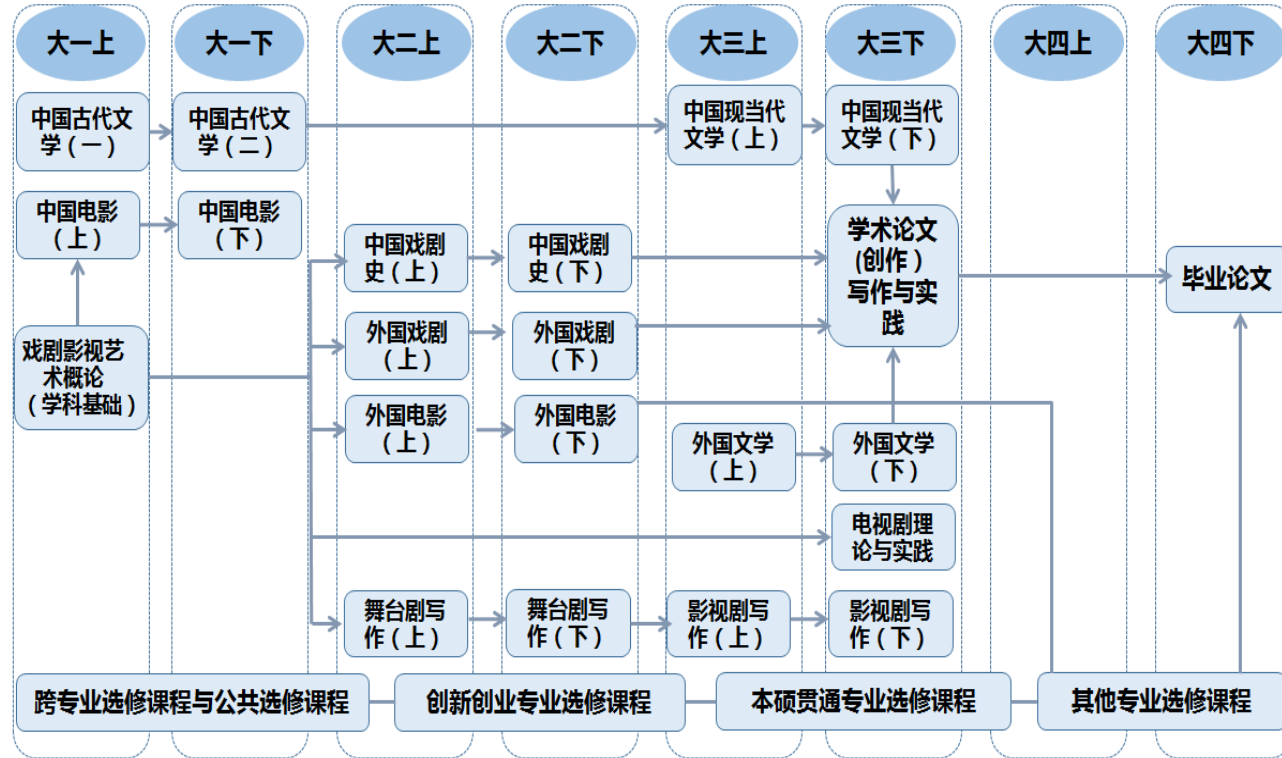 大一上
大一下
大二上
大二下
大三上
大三下
大四上
大四下
中国古代文
学（一）
中国古代文
学（二）
中国现当代
文学（上）
中国现当代
文学（下）
中国电影
（上）
中国电影
（下）
中国戏剧
史（上）
中国戏剧
史（下）
学术论文
(创作）
写作与实
践
毕业论文
戏剧影视艺
术概论
（学科基础）
外国戏剧
（上）
外国戏剧
（下）
外国电影
（上）
外国电影
（下）
外国文学
（上）
外国文学
（下）
电视剧理
论与实践
舞台剧写
作（上）
舞台剧写
作（下）
影视剧写
作（上）
影视剧写
作（下）
跨专业选修课程与公共选修课程
创新创业专业选修课程
本硕贯通专业选修课程
其他专业选修课程